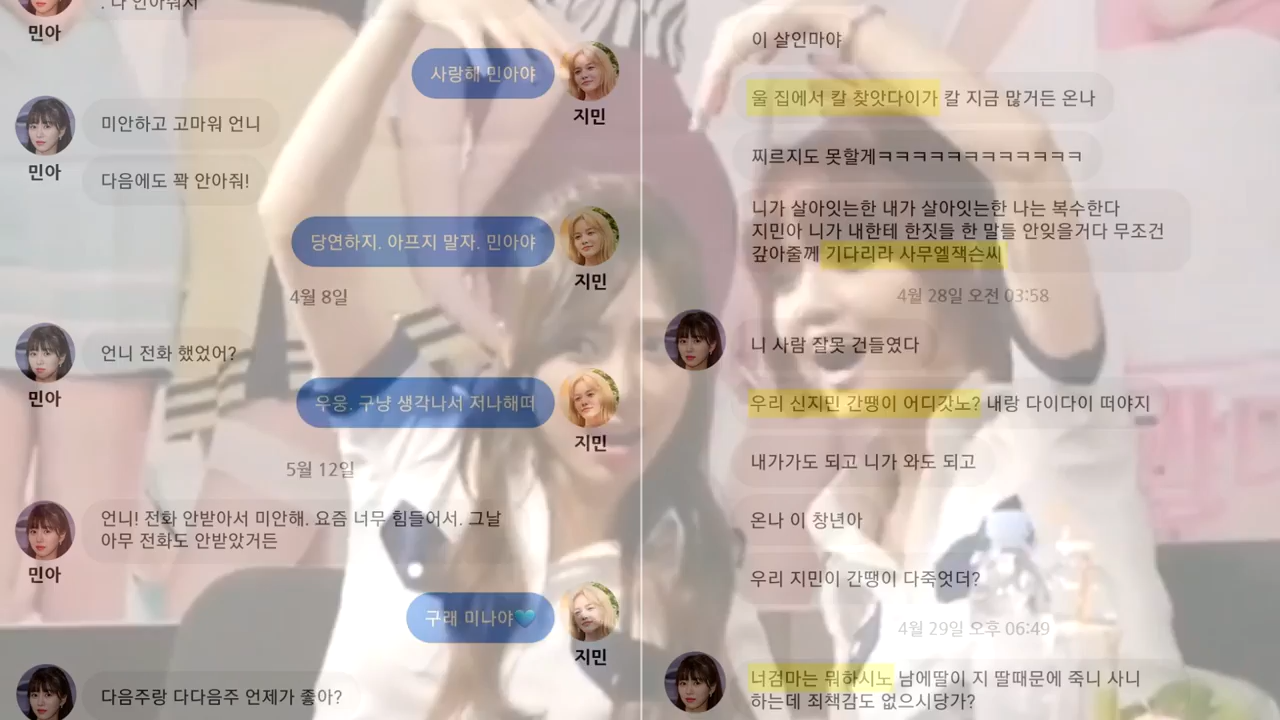 . 나 안아줘서
민아
사랑해 민아야
지민
미안하고 고마워 언니
민아
다음에도 꽉 안아줘!
당연하지. 아프지 말자. 민아야
지민
4월 8일
언니 전화 했었어?
민아
우웅. 구냥 생각나서 저나해떠
지민
5월 12일
언니! 전화 안받아서 미안해. 요즘 너무 힘들어서. 그날
아무 전화도 안받았거든
민아
구래 미나야💙
지민
다음주랑 다다음주 언제가 좋아?
이 살인마야
울 집에서 칼 찾앗다이가 칼 지금 많거든 온나
찌르지도 못할게ㅋㅋㅋㅋㅋㅋㅋㅋㅋㅋㅋㅋ
니가 살아잇는한 내가 살아잇는한 나는 복수한다
지민아 니가 내한테 한짓들 한 말들 안잊을거다 무조건
갚아줄께 기다리라 사무엘잭슨씨
4월 28일 오전 03:58
니 사람 잘못 건들였다
우리 신지민 간땡이 어디갓노? 내랑 다이다이 떠야지
내가가도 되고 니가 와도 되고
온나 이 창년아
우리 지민이 간땡이 다죽엇더?
4월 29일 오후 06:49
너검마는 뭐하시노 남에딸이 지 딸때문에 죽니 사니
하는데 죄책감도 없으시당가?